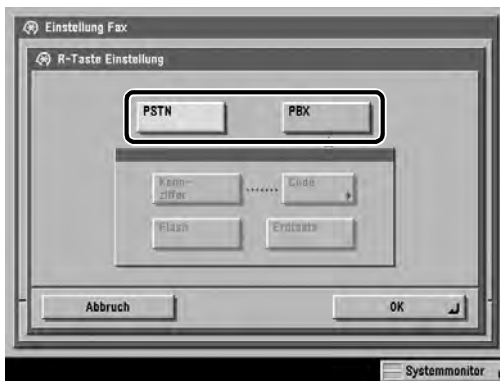 Einstellung Fax
R-Taste Einstellung
PSTN PBX
Kenn- Code
ziffer
Flash Erdtaste
Abbruch OK
Systemmonitor